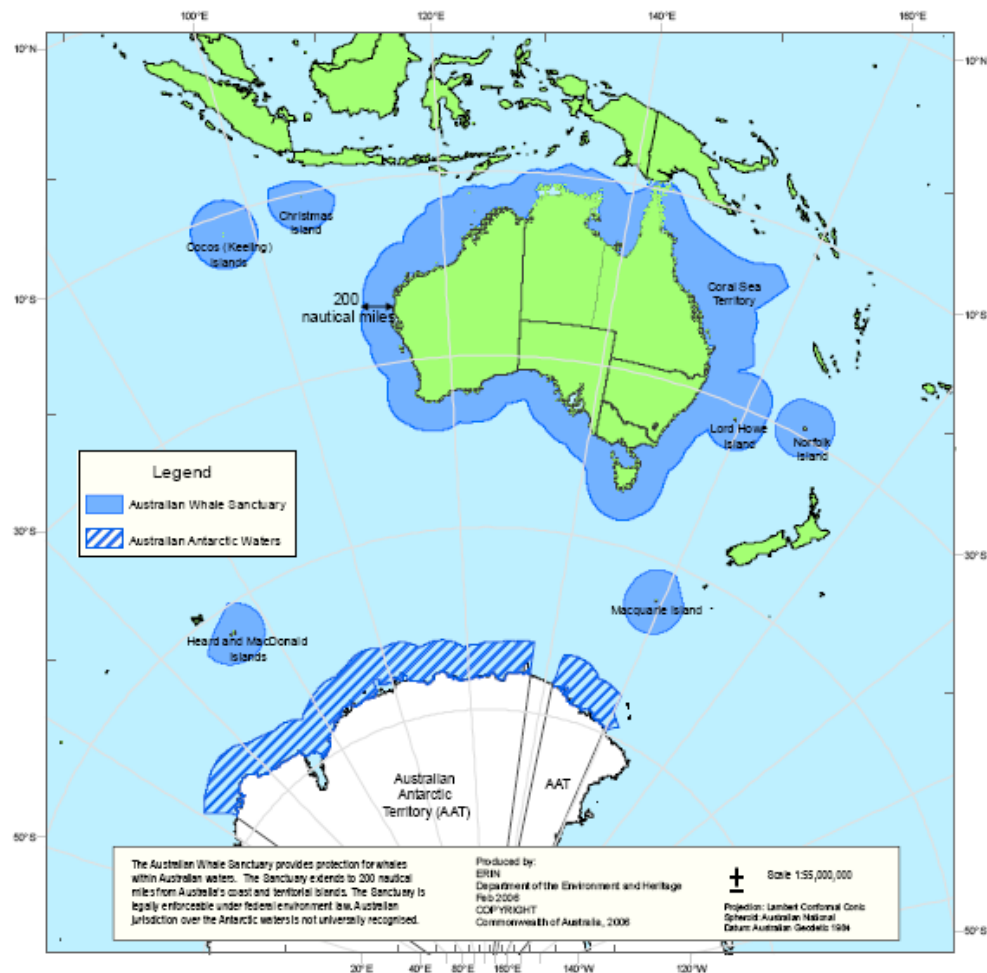 100°E
120°E
140°E
160°E
10°N
10°N
Christmas
Island
Cocos (Keeling)
Islands
Coral Sea
Territory
200
nautical miles
10°S
10°S
Lord Howe
Island
Norfolk
Island
Legend
Australian Whale Sanctuary
Australian Antarctic Waters
30°S
30°S
Macquarie Island
Heard and MacDonald
Islands
Australian
Antarctic
Territory (AAT)
AAT
50°S
50°S
The Australian Whale Sanctuary provides protection for whales
within Australian waters. The Sanctuary extends to 200 nautical
miles from Australia's coast and territorial islands. The Sanctuary is
legally enforceable under federal environment law. Australian
jurisdiction over the Antarctic waters is not universally recognised.
Produced by:
ERIN
Department of the Environment and Heritage
Feb 2006
COPYRIGHT
Commonwealth of Australia, 2006
Scale 1:55,000,000
Projection: Lambert Conformal Conic
Spheroid: Australian National
Datum: Australian Geodetic 1984
20°E
40°E
80°E
160°E
140°W
120°W